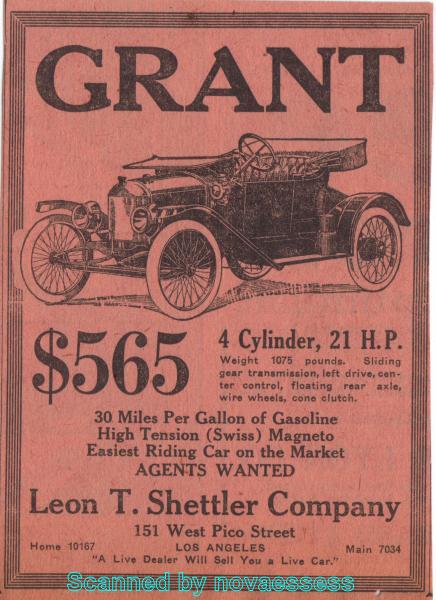 GRANT
$565
4 Cylinder, 21 H.P.
Weight 1075 pounds. Sliding
gear transmission, left drive, cen-
ter control, floating rear axle,
wire wheels, cone clutch.
30 Miles Per Gallon of Gasoline
High Tension (Swiss) Magneto
Easiest Riding Car on the Market
AGENTS WANTED
Leon T. Shettler Company
151 West Pico Street
Home 10167 LOS ANGELES Main 7034
"A Live Dealer Will Sell You a Live Car."
Scanned by novaessess